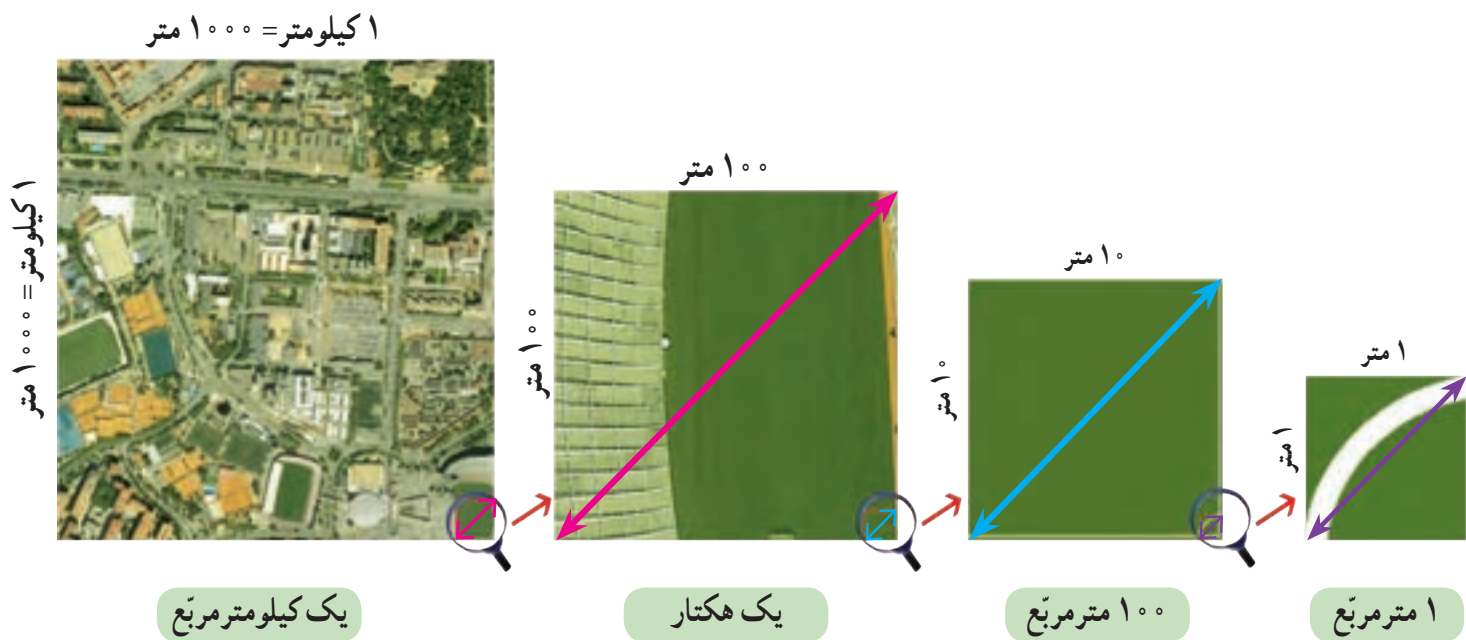 ۱ کیلومتر = ۱۰۰۰ متر
۱ کیلومتر = ۱۰۰۰ متر
۱۰۰ متر
۱۰۰ متر
۱۰ متر
۱۰ متر
۱ متر
۱ متر
یک کیلومترمربّع
یک هکتار
۱۰۰ مترمربّع
۱ مترمربّع